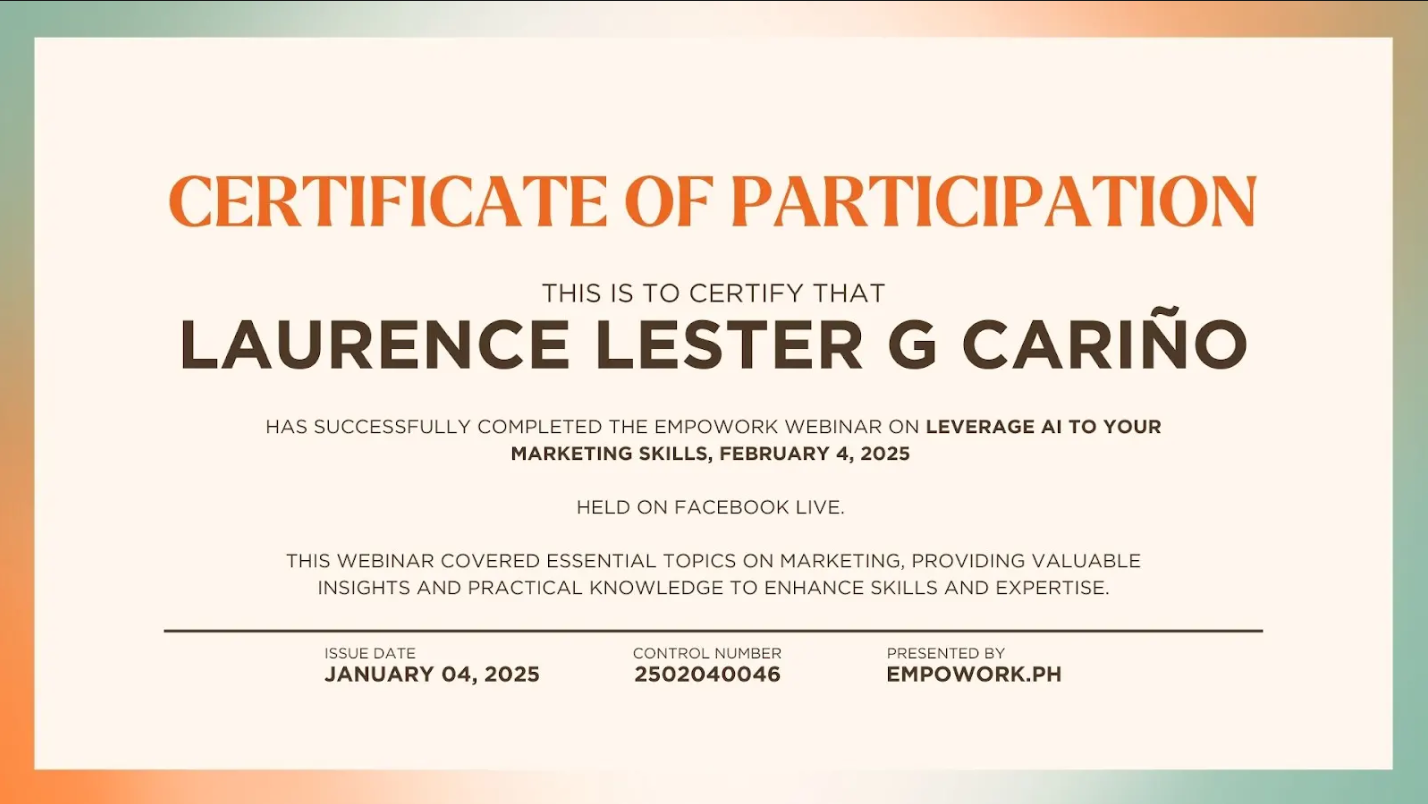 CERTIFICATE OF PARTICIPATION
THIS IS TO CERTIFY THAT
LAURENCE LESTER G CARIÑO
HAS SUCCESSFULLY COMPLETED THE EMPOWORK WEBINAR ON LEVERAGE AI TO YOUR
MARKETING SKILLS, FEBRUARY 4, 2025
HELD ON FACEBOOK LIVE.
THIS WEBINAR COVERED ESSENTIAL TOPICS ON MARKETING, PROVIDING VALUABLE
INSIGHTS AND PRACTICAL KNOWLEDGE TO ENHANCE SKILLS AND EXPERTISE.
ISSUE DATE
JANUARY 04, 2025
CONTROL NUMBER
2502040046
PRESENTED BY
EMPOWORK.PH